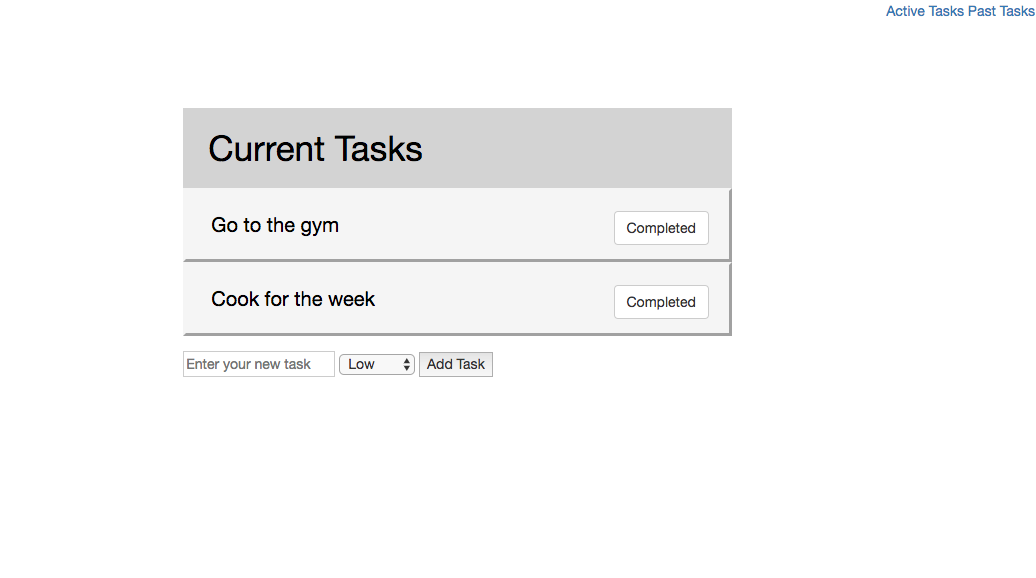 Active Tasks Past Tasks
Current Tasks
Go to the gym Completed
Cook for the week Completed
Enter your new task Low Add Task